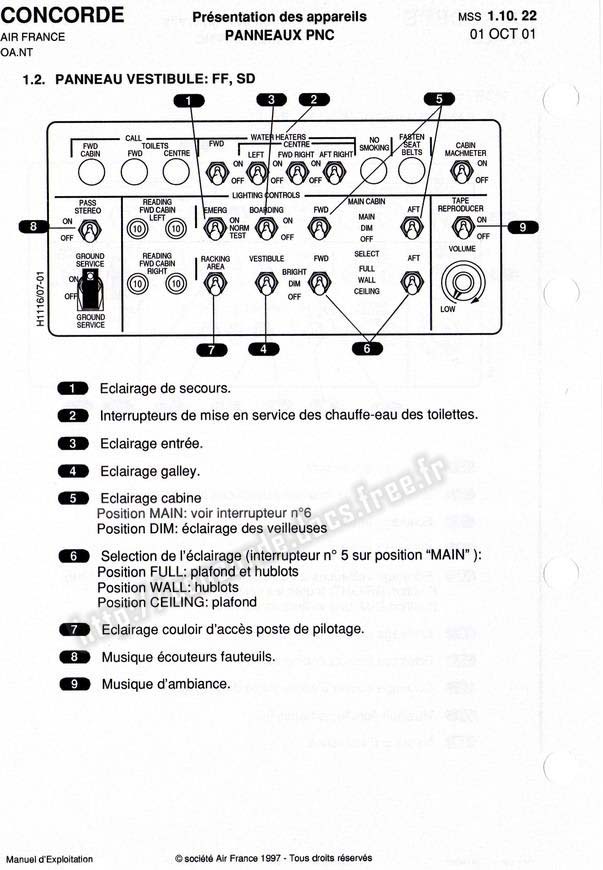 CONCORDE
Présentation des appareils
MSS 1.10. 22
AIR FRANCE
PANNEAUX PNC
01 OCT 01
OA.NT
1.2. PANNEAU VESTIBULE: FF, SD
1
3
2
5
CALL
FWD CABIN
TOILETS
FWD
CENTRE
WATER HEATERS
FWD
CENTRE
LEFT
FWD RIGHT
AFT RIGHT
ON
OFF
ON
OFF
ON
OFF
ON
OFF
NO SMOKING
FASTEN SEAT BELTS
CABIN MACHMETER
ON
OFF
LIGHTING CONTROLS
8
PASS STEREO
ON
OFF
READING FWD CABIN LEFT
10
10
EMERG
ON
NORM
TEST
BOARDING
ON
OFF
FWD
MAIN CABIN
MAIN
DIM
OFF
AFT
TAPE REPRODUCER
ON
OFF
9
GROUND SERVICE
ON
OFF
GROUND SERVICE
READING FWD CABIN RIGHT
10
10
RACKING AREA
VESTIBULE
BRIGHT
DIM
OFF
FWD
SELECT
FULL
WALL
CEILING
AFT
VOLUME
LOW
H1116/07-01
7
4
6
1 Eclairage de secours.
2 Interrupteurs de mise en service des chauffe-eau des toilettes.
3 Eclairage entrée.
4 Eclairage galley.
5 Eclairage cabine
Position MAIN: voir interrupteur n°6
Position DIM: éclairage des veilleuses
6 Selection de l'éclairage (interrupteur n° 5 sur position "MAIN" ):
Position FULL: plafond et hublots
Position WALL: hublots
Position CEILING: plafond
7 Eclairage couloir d'accès poste de pilotage.
8 Musique écouteurs fauteuils.
9 Musique d'ambiance.
Manuel d'Exploitation
© société Air France 1997 - Tous droits réservés